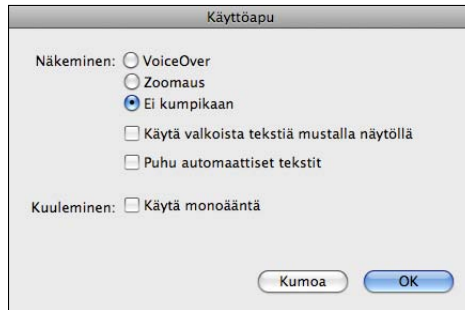 Käyttöapu
Näkeminen: VoiceOver
Zoomaus
Ei kumpikaan
Käytä valkoista tekstiä mustalla näytöllä
Puhu automaattiset tekstit
Kuuleminen: Käytä monoääntä
Kumoa OK